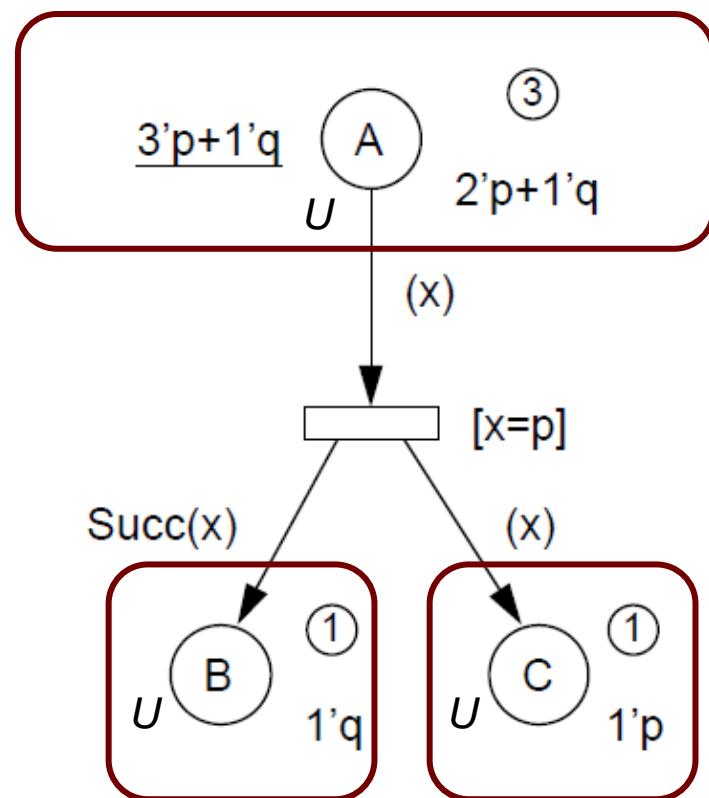 3
3'p+1'q
A
2'p+1'q
U
(x)
[x=p]
Succ(x)
(x)
1
1
B
C
U
U
1'q
1'p